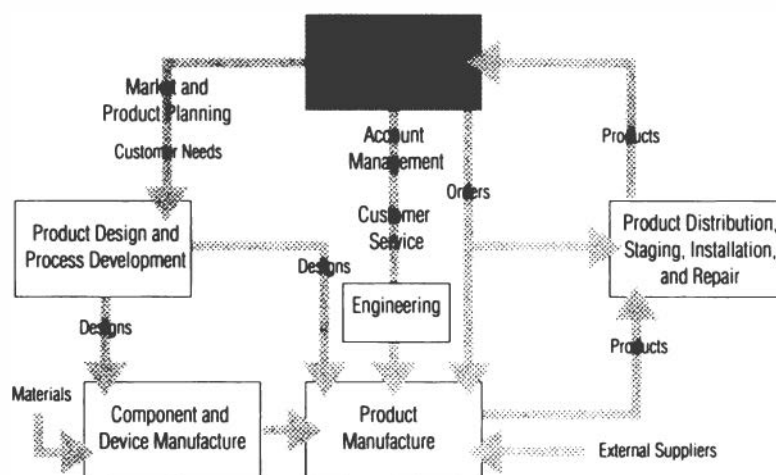 Market and
Product Planning
Customer Needs
Account
Management
Customer
Service
Orders
Products
Product Design and
Process Development
Product Distribution,
Staging, Installation,
and Repair
Designs
Engineering
Designs
Products
Materials
Component and
Device Manufacture
Product
Manufacture
External Suppliers